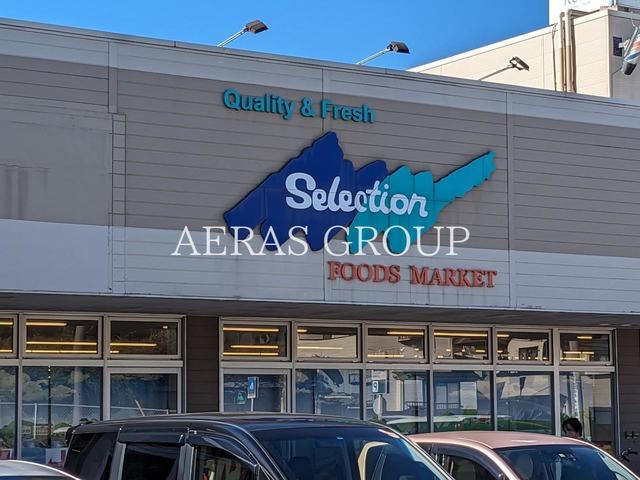 Quality & Fresh
Selection
AERAS GROUP
FOODS MARKET